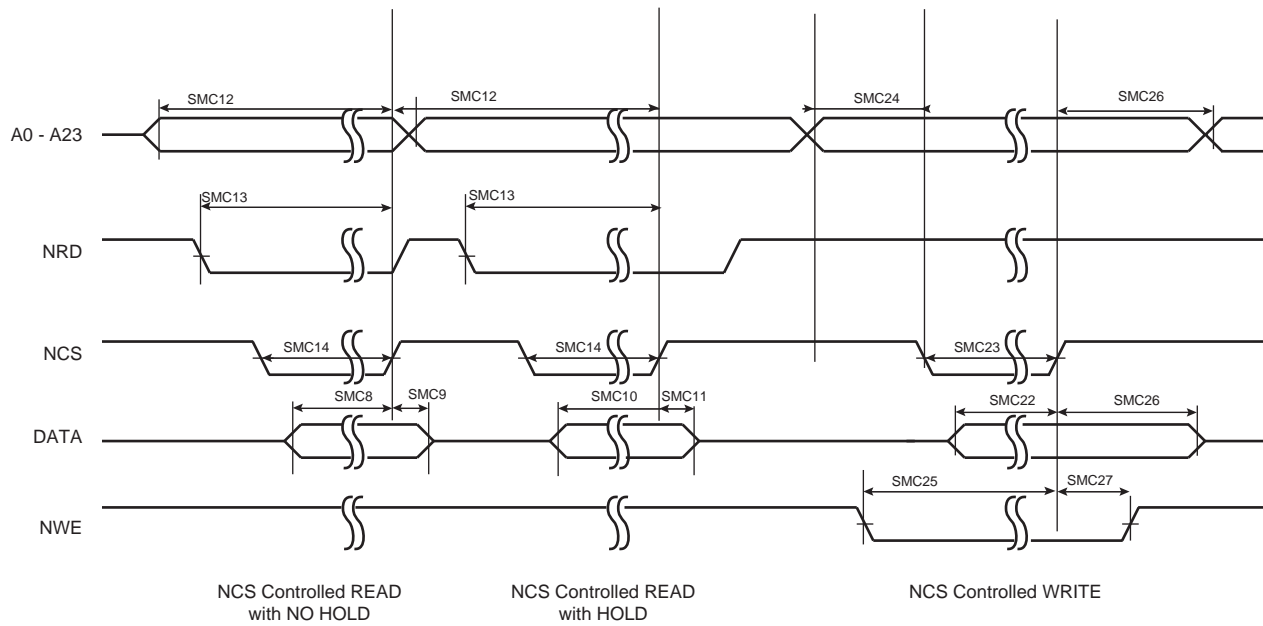 SMC12
SMC12
SMC24
SMC26
A0 - A23
SMC13
SMC13
NRD
SMC14
SMC14
SMC23
NCS
SMC8
SMC9
SMC10
SMC11
SMC22
SMC26
DATA
SMC25
SMC27
NWE
NCS Controlled READ
with NO HOLD
NCS Controlled READ
with HOLD
NCS Controlled WRITE